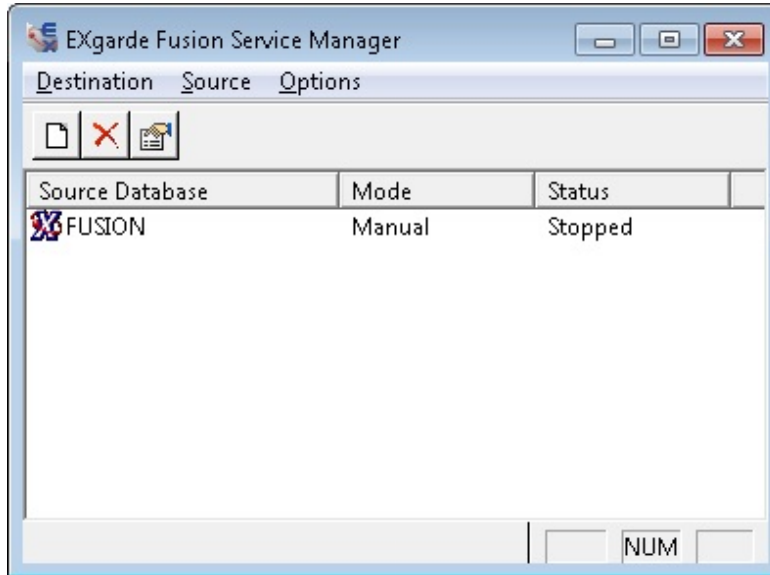 EXgarde Fusion Service Manager
Destination Source Options
Source Database Mode Status
FUSION Manual Stopped
NUM